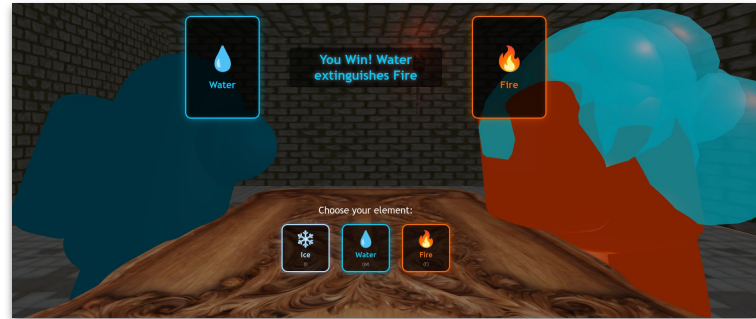 Water
You Win! Water
extinguishes Fire
Fire
Choose your element:
Ice
Water
Fire